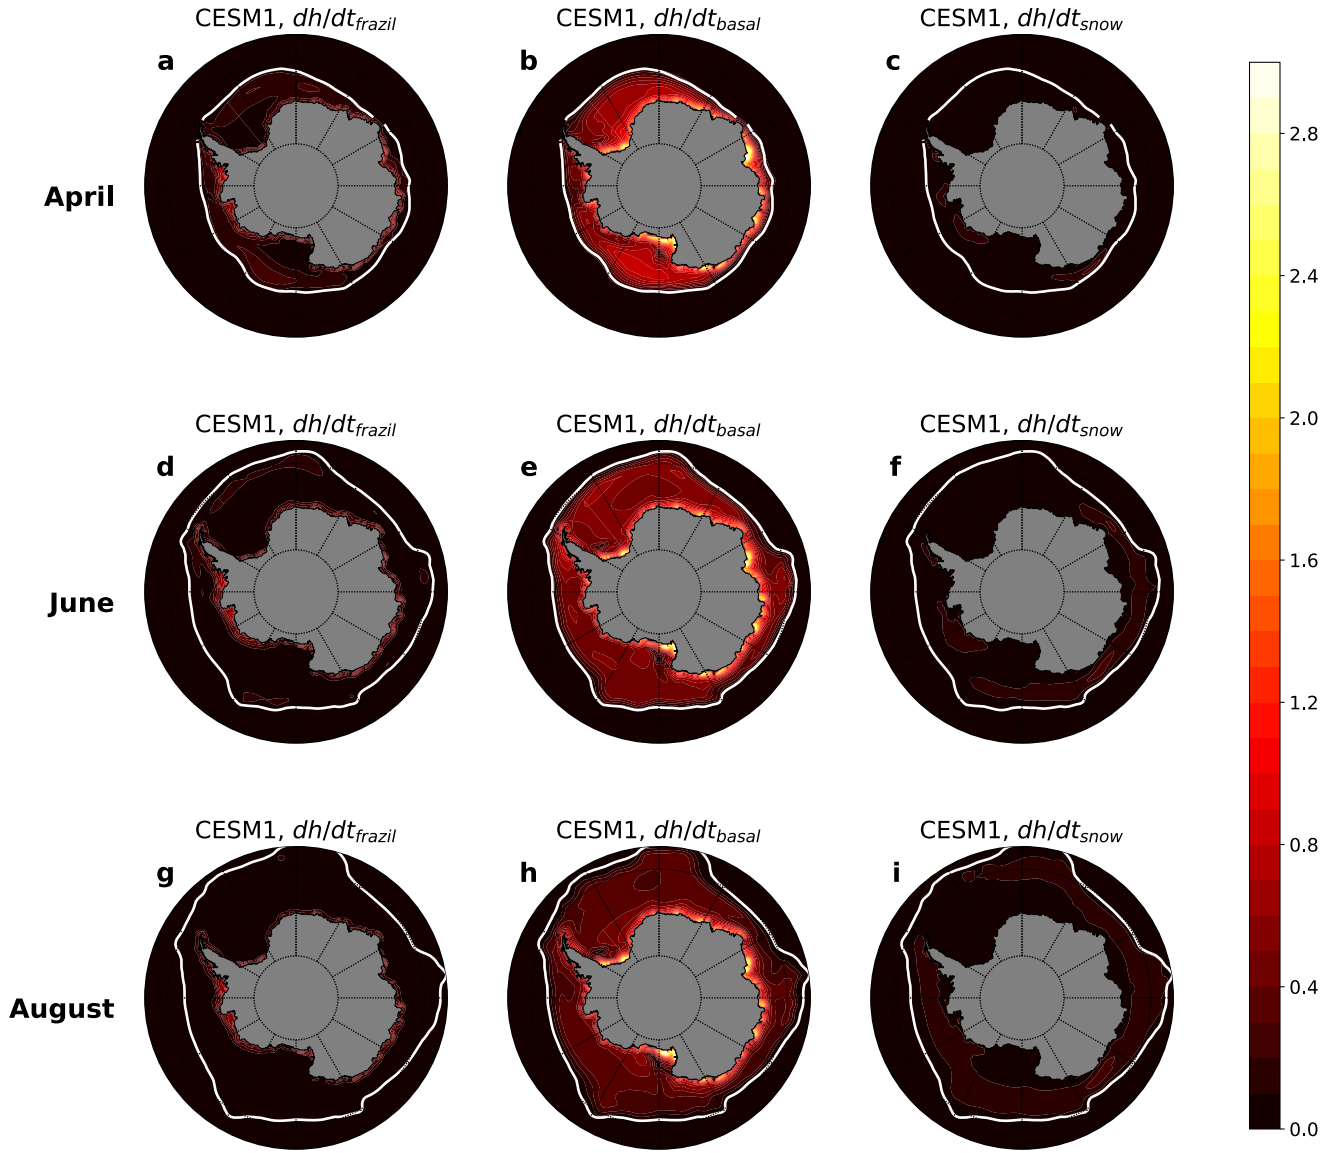 CESM1, dh/dt_frazil
CESM1, dh/dt_basal
CESM1, dh/dt_snow
a
b
c
April
CESM1, dh/dt_frazil
CESM1, dh/dt_basal
CESM1, dh/dt_snow
d
e
f
June
CESM1, dh/dt_frazil
CESM1, dh/dt_basal
CESM1, dh/dt_snow
g
h
i
August
2.8
2.4
2.0
1.6
1.2
0.8
0.4
0.0